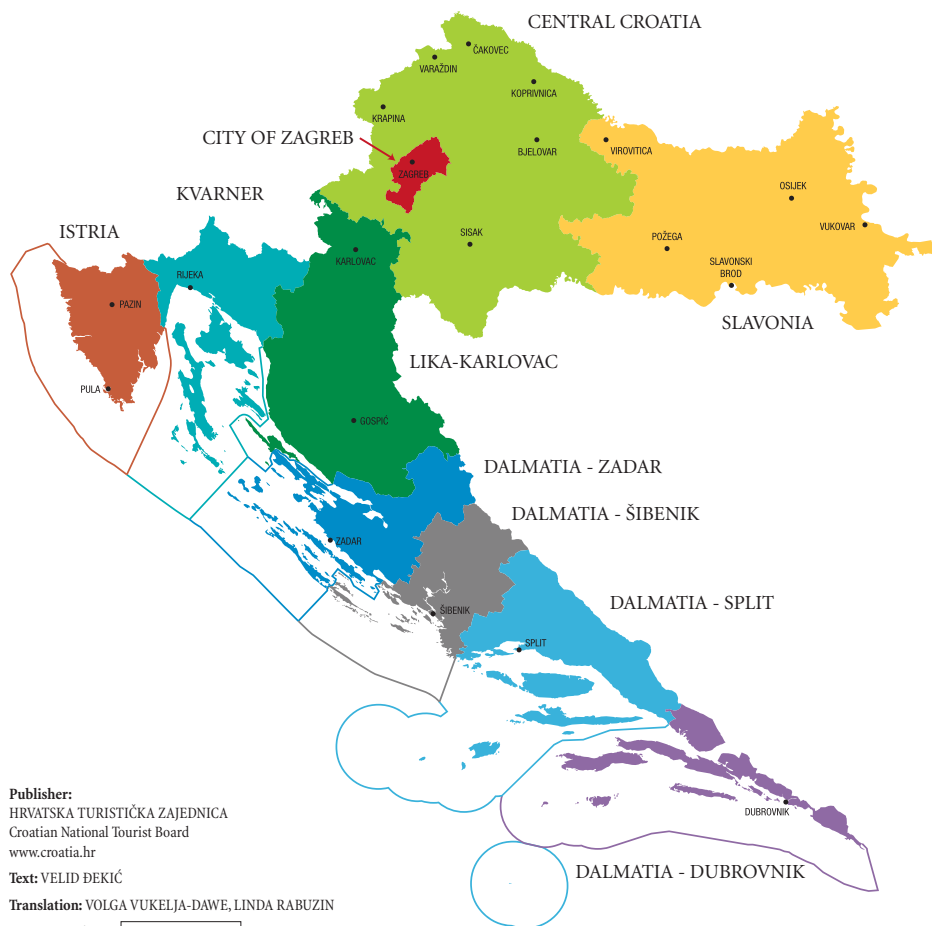 CENTRAL CROATIA
ČAKOVEC
VARAŽDIN
KOPRIVNICA
KRAPINA
CITY OF ZAGREB
BJELOVAR
VIROVITICA
ZAGREB
KVARNER
OSIJEK
ISTRIA
VUKOVAR
SISAK
POŽEGA
KARLOVAC
SLAVONSKI
BROD
RIJEKA
PAZIN
SLAVONIA
LIKA-KARLOVAC
PULA
GOSPIĆ
DALMATIA - ZADAR
DALMATIA - ŠIBENIK
ZADAR
DALMATIA - SPLIT
ŠIBENIK
SPLIT
DUBROVNIK
DALMATIA - DUBROVNIK
Publisher:
HRVATSKA TURISTIČKA ZAJEDNICA
Croatian National Tourist Board
www.croatia.hr
Text: VELID ĐEKIĆ
Translation: VOLGA VUKELJA-DAWE, LINDA RABUZIN